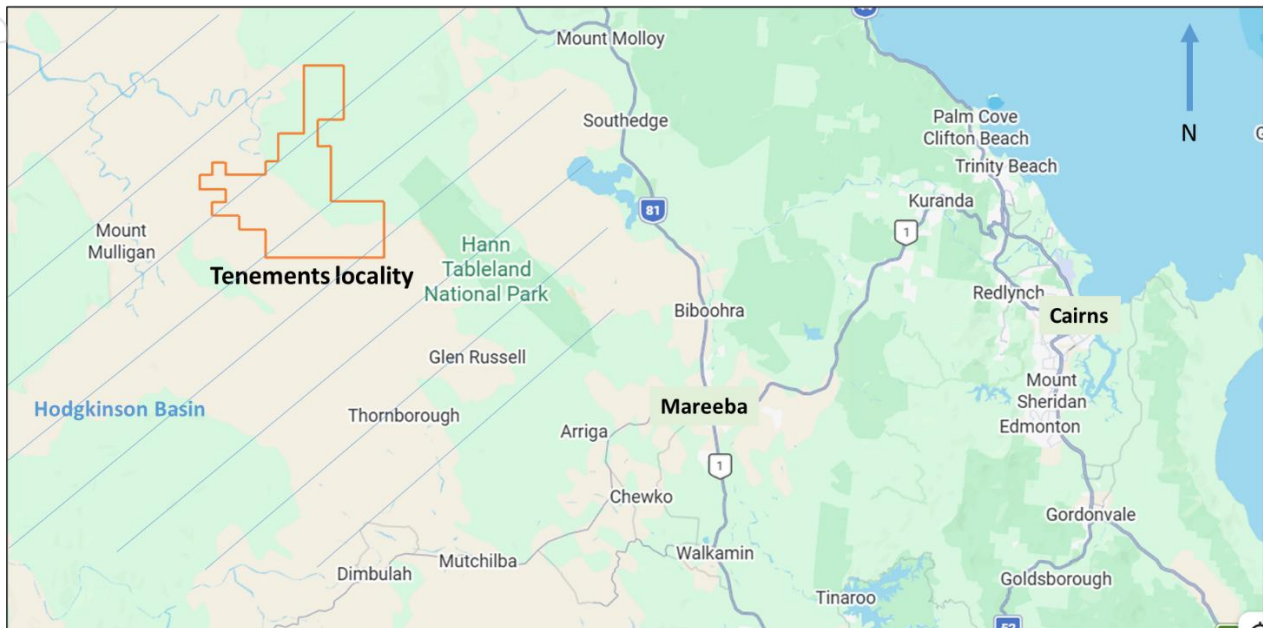 Mount Molloy
Southedge
N
Palm Cove
Clifton Beach
Trinity Beach
81
Kuranda
1
Mount
Mulligan
Hann
Tableland
National Park
Tenements locality
Redlynch
Biboohra
Cairns
Glen Russell
Mount
Sheridan
Hodgkinson Basin
Thornborough
Mareeba
Arriga
Edmonton
1
Chewko
Gordonvale
Walkamin
Mutchilba
Dimbulah
Goldsborough
Tinaroo